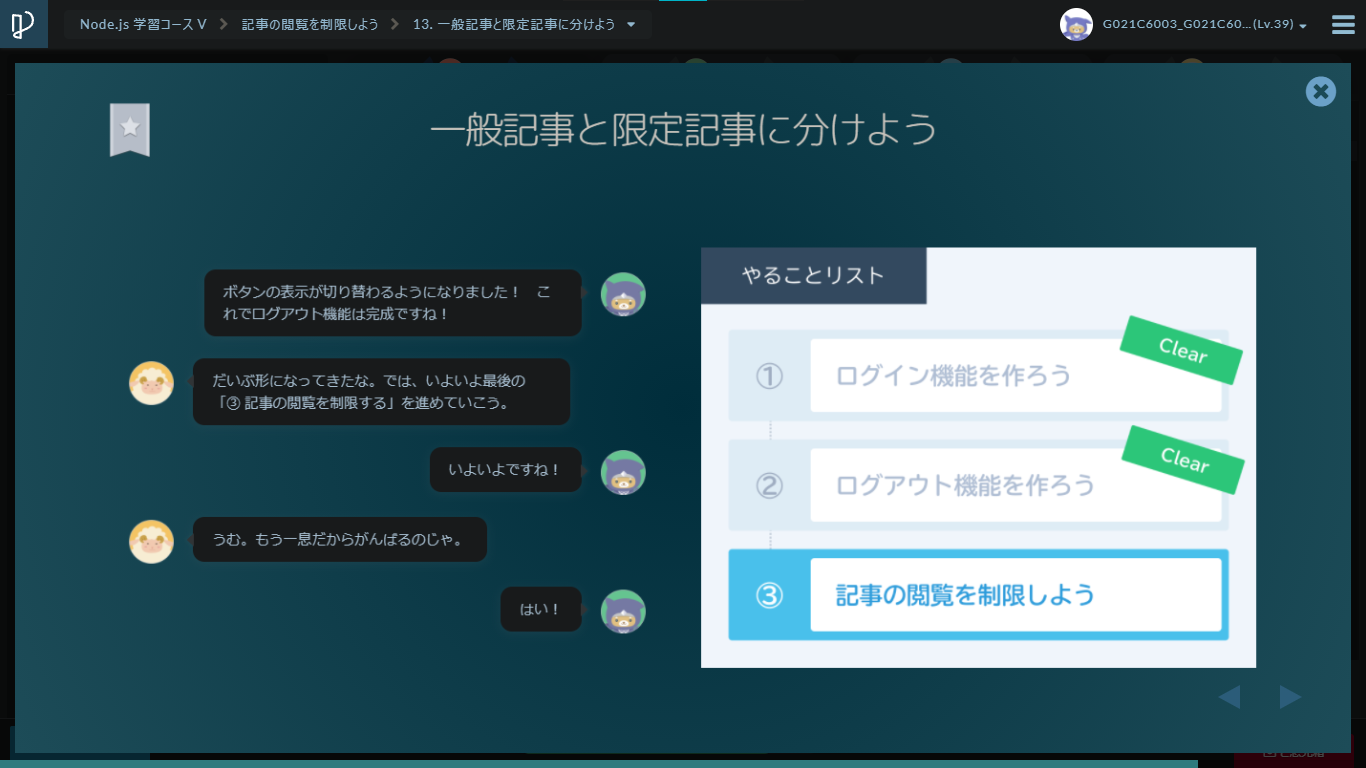 Node.js 学習コース V
記事の閲覧を制限しよう
13. 一般記事と限定記事に分けよう
G021C6003_G021C60...(Lv.39)
一般記事と限定記事に分けよう
ボタンの表示が切り替わるようになりました！　こ
れでログアウト機能は完成ですね！
だいぶ形になってきたな。では、いよいよ最後の
「③ 記事の閲覧を制限する」を進めていこう。
いよいよですね！
うむ。もう一息だからがんばるのじゃ。
はい！
やることリスト
① ログイン機能を作ろう
Clear
② ログアウト機能を作ろう
Clear
③ 記事の閲覧を制限しよう